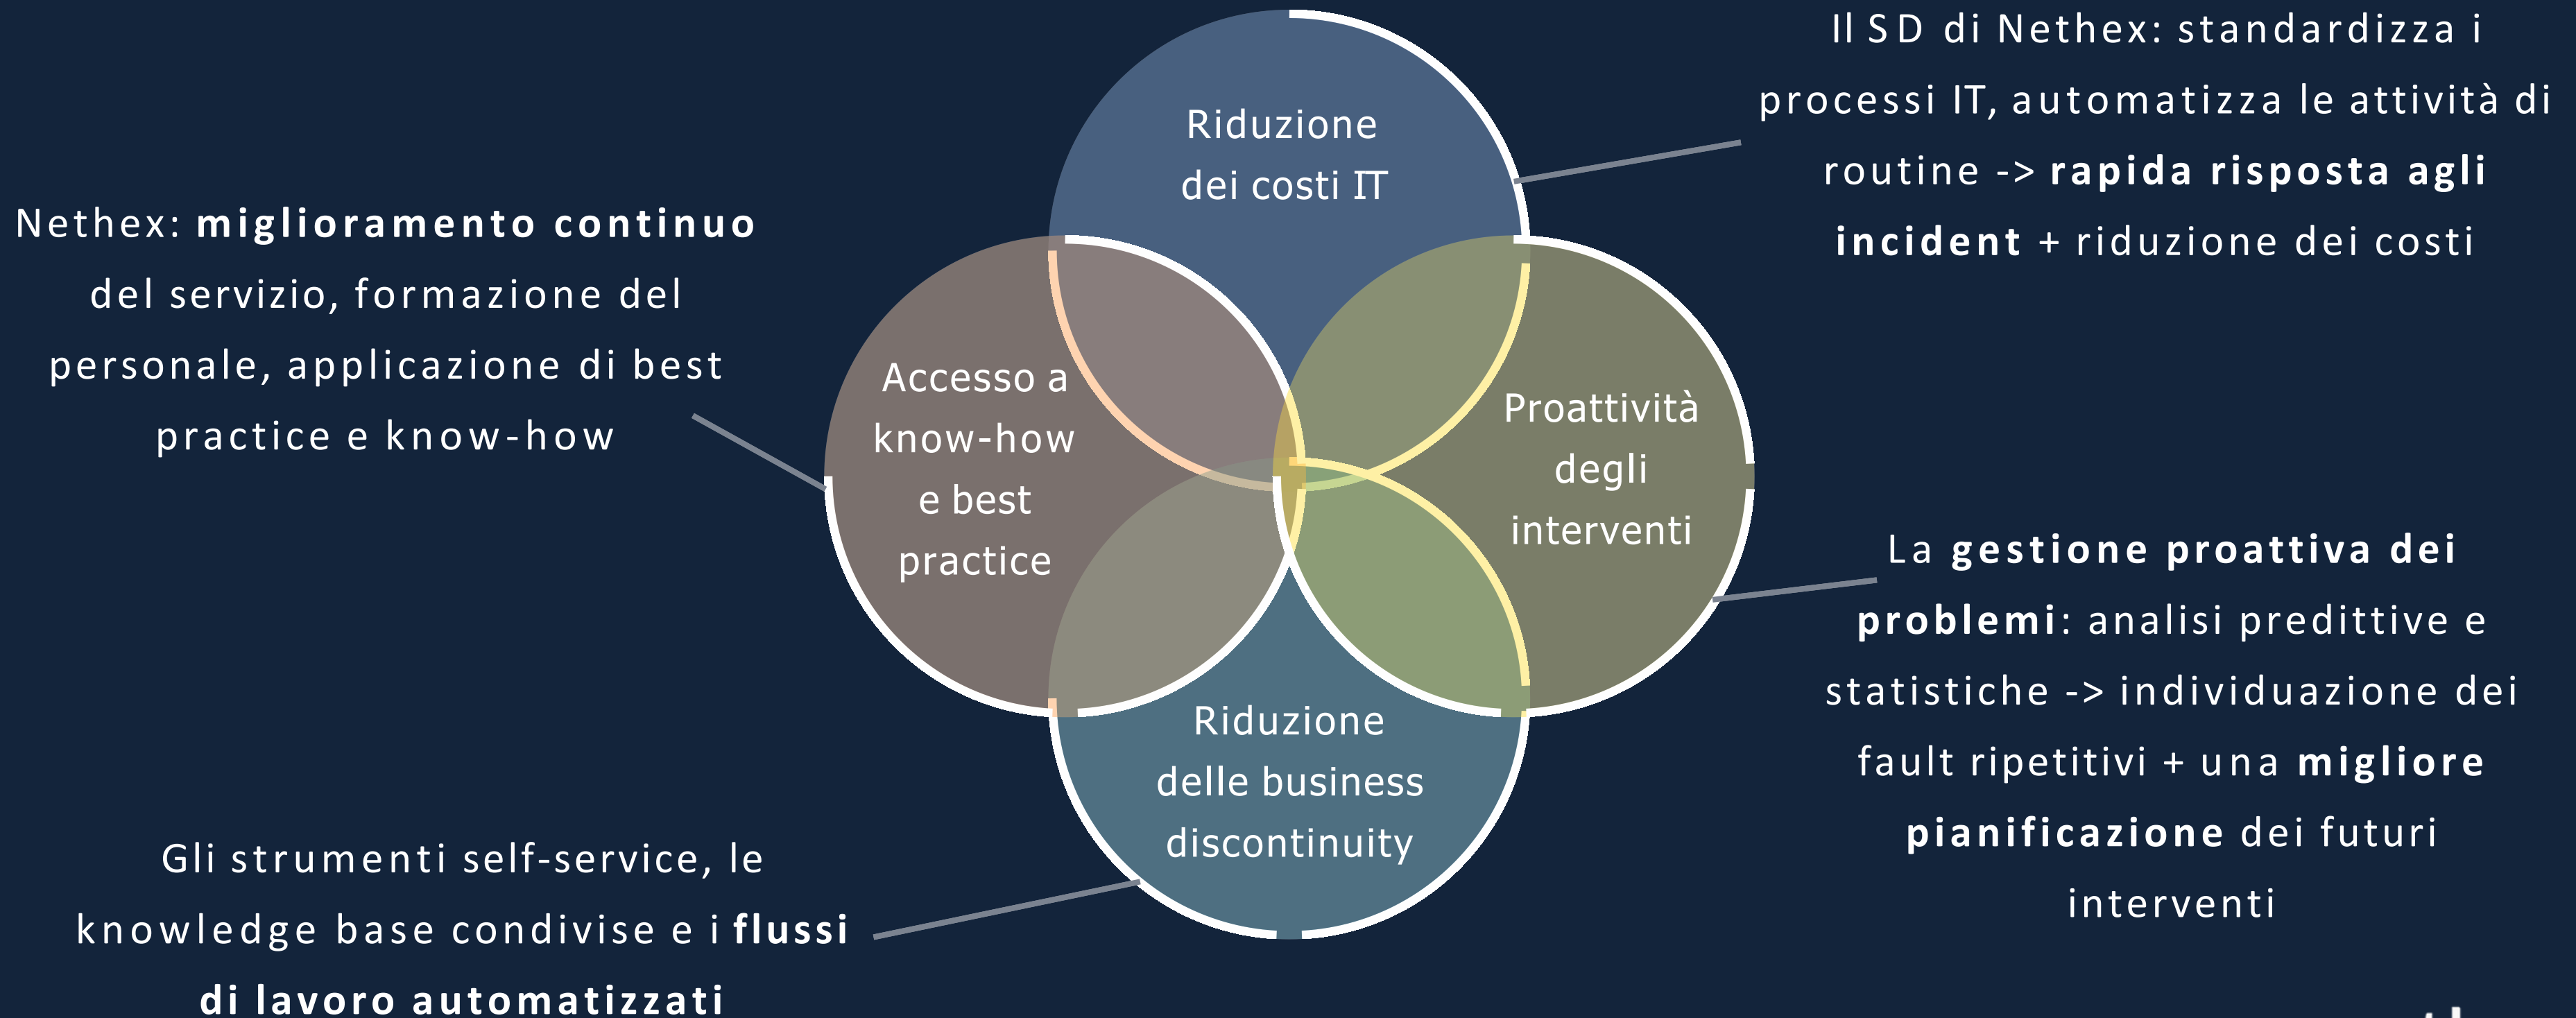 Riduzione
dei costi IT
Il SD di Nethex: standardizza i
processi IT, automatizza le attività di
routine -> rapida risposta agli
incident + riduzione dei costi
Nethex: miglioramento continuo
del servizio, formazione del
personale, applicazione di best
practice e know-how
Accesso a
know-how
e best
practice
Proattività
degli
interventi
La gestione proattiva dei
problemi: analisi predittive e
statistiche -> individuazione dei
fault ripetitivi + una migliore
pianificazione dei futuri
interventi
Riduzione
delle business
discontinuity
Gli strumenti self-service, le
knowledge base condivise e i flussi
di lavoro automatizzati